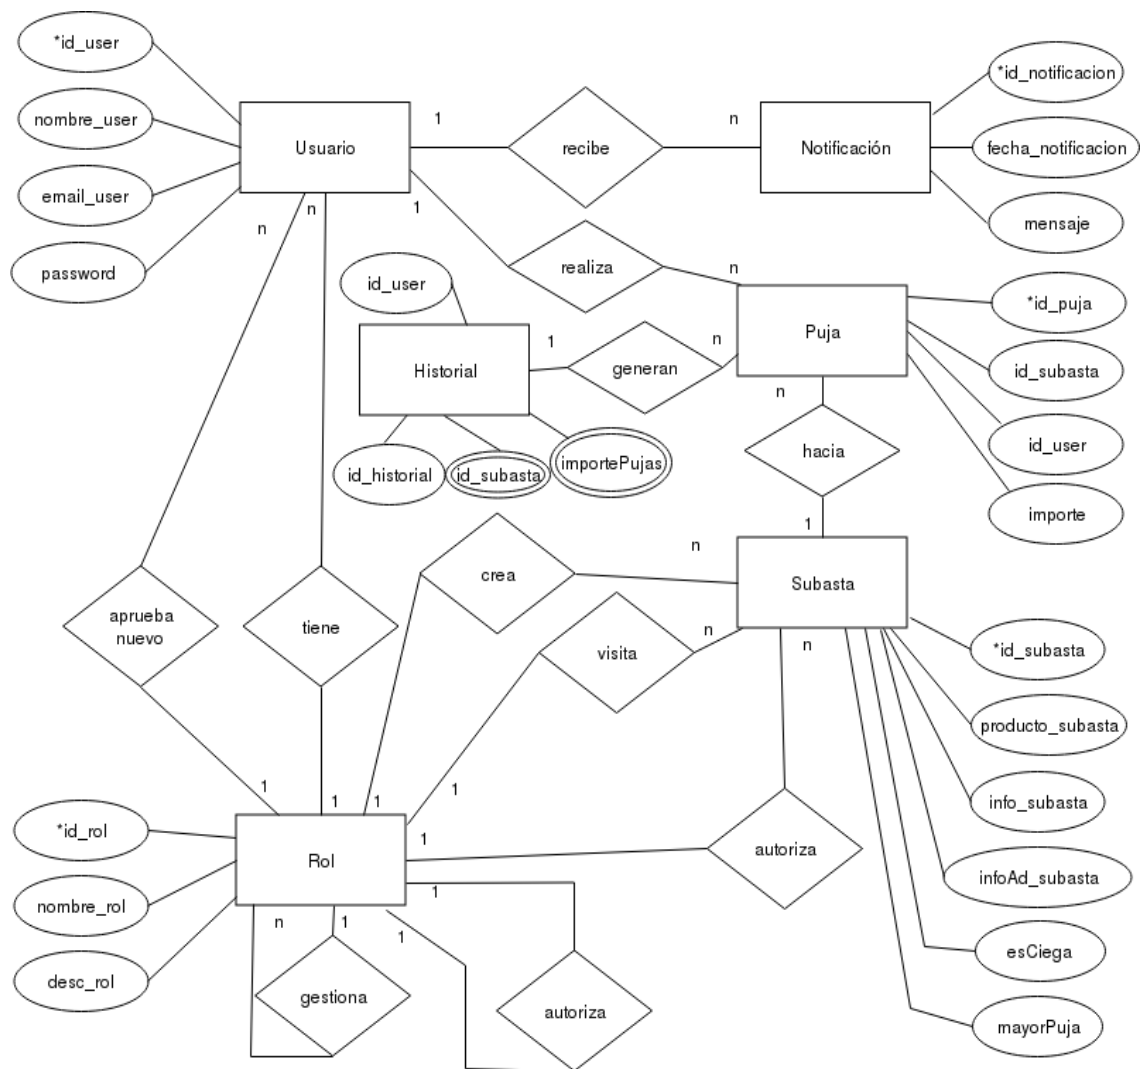 *id_user
nombre_user
email_user
password
Usuario
1
recibe
n
Notificación
*id_notificacion
fecha_notificacion
mensaje
n
n
1
realiza
n
id_user
Historial
1
generan
n
Puja
*id_puja
id_subasta
id_user
importe
id_historial
id_subasta
importePujas
n
hacia
1
aprueba
nuevo
tiene
crea
n
visita
n
Subasta
n
*id_subasta
producto_subasta
info_subasta
infoAd_subasta
esCiega
mayorPuja
1
1
1
1
1
autoriza
*id_rol
nombre_rol
desc_rol
Rol
n
1
1
1
gestiona
autoriza